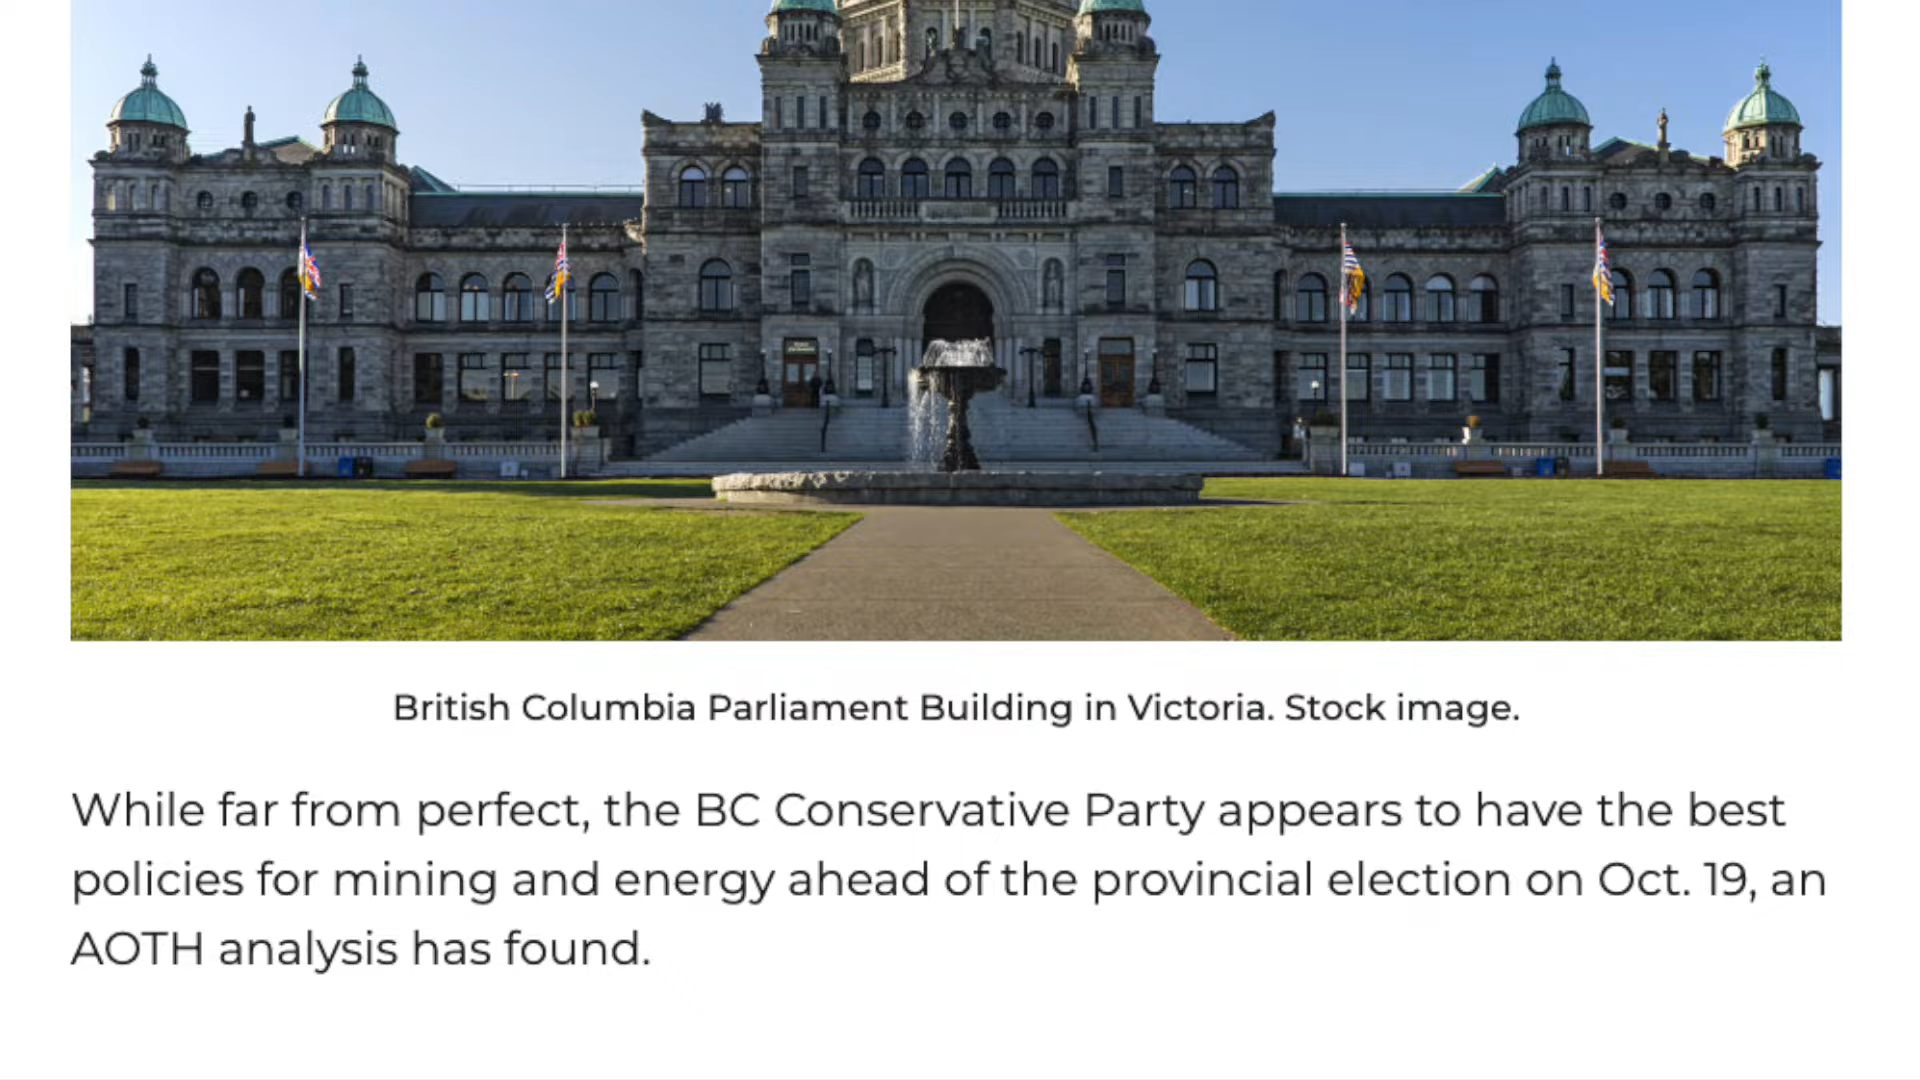 British Columbia Parliament Building in Victoria. Stock image.
While far from perfect, the BC Conservative Party appears to have the best
policies for mining and energy ahead of the provincial election on Oct. 19, an
AOTH analysis has found.